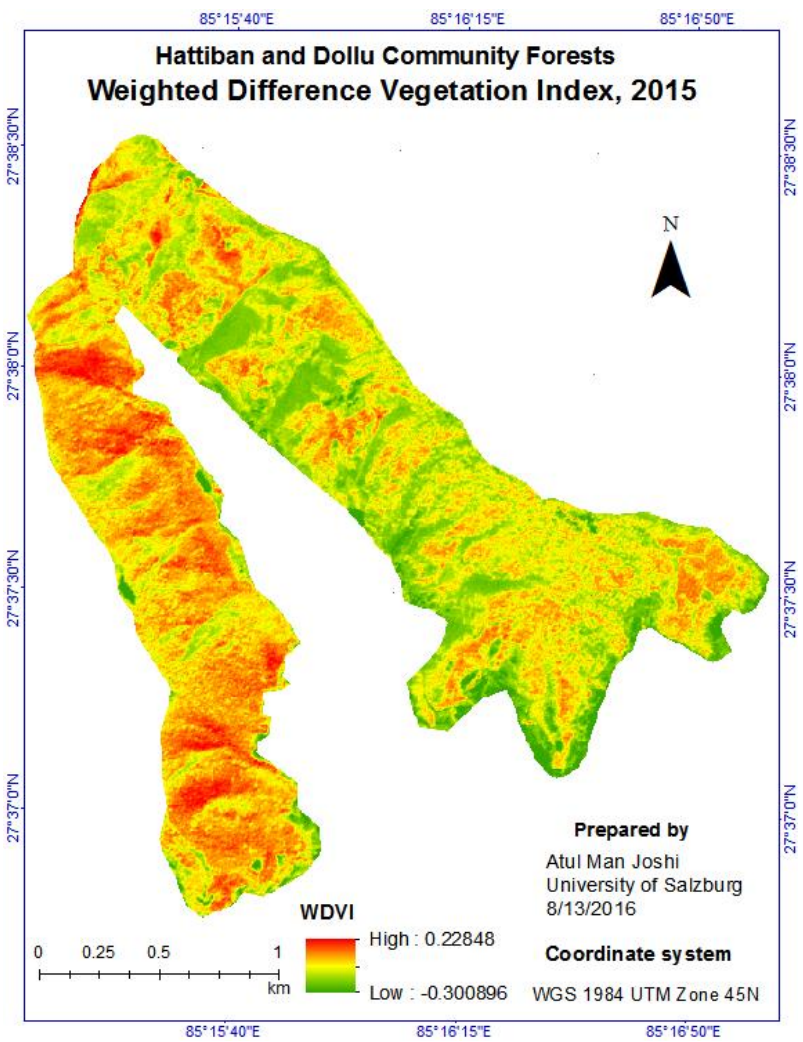 85°15'40"E 85°16'15"E 85°16'50"E
Hattiban and Dollu Community Forests
Weighted Difference Vegetation Index, 2015
27°38'30"N
27°38'30"N
N
27°38'0"N
27°38'0"N
27°37'30"N
27°37'30"N
27°37'0"N
27°37'0"N
Prepared by
Atul Man Joshi
University of Salzburg
8/13/2016
WDVI
High : 0.22848
Low : -0.300896
0 0.25 0.5 1
km
Coordinate system
WGS 1984 UTM Zone 45N
85°15'40"E 85°16'15"E 85°16'50"E